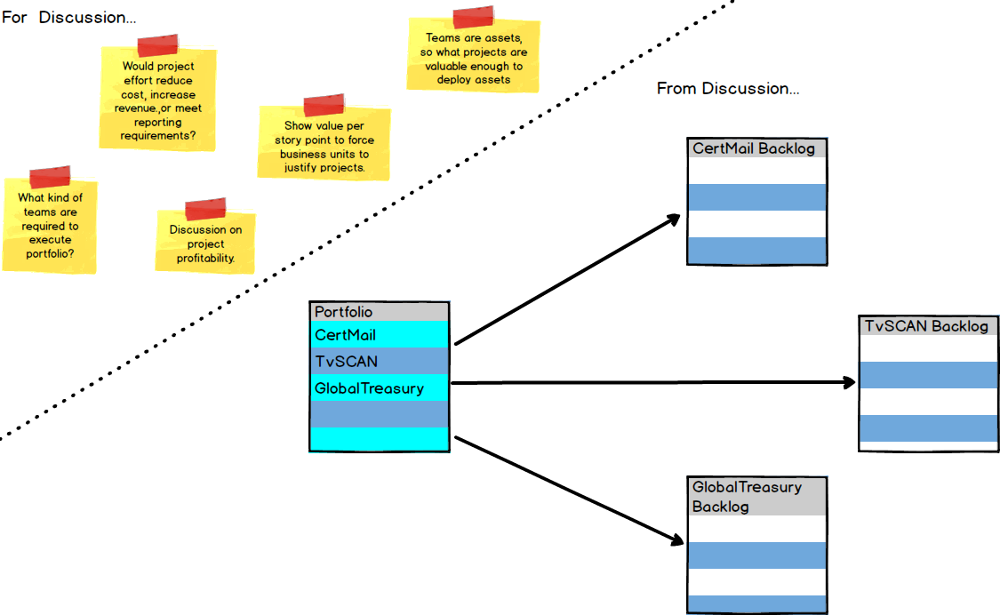 For Discussion...
Would project
effort reduce
cost, increase
revenue.,or meet
reporting
requirements?
Teams are assets,
so what projects are
valuable enough to
deploy assets
Show value per
story point to force
business units to
justify projects.
What kind of
teams are
required to
execute
portfolio?
Discussion on
project
profitability.
From Discussion...
CertMail Backlog
Portfolio
CertMail
TvSCAN
GlobalTreasury
TvSCAN Backlog
GlobalTreasury
Backlog